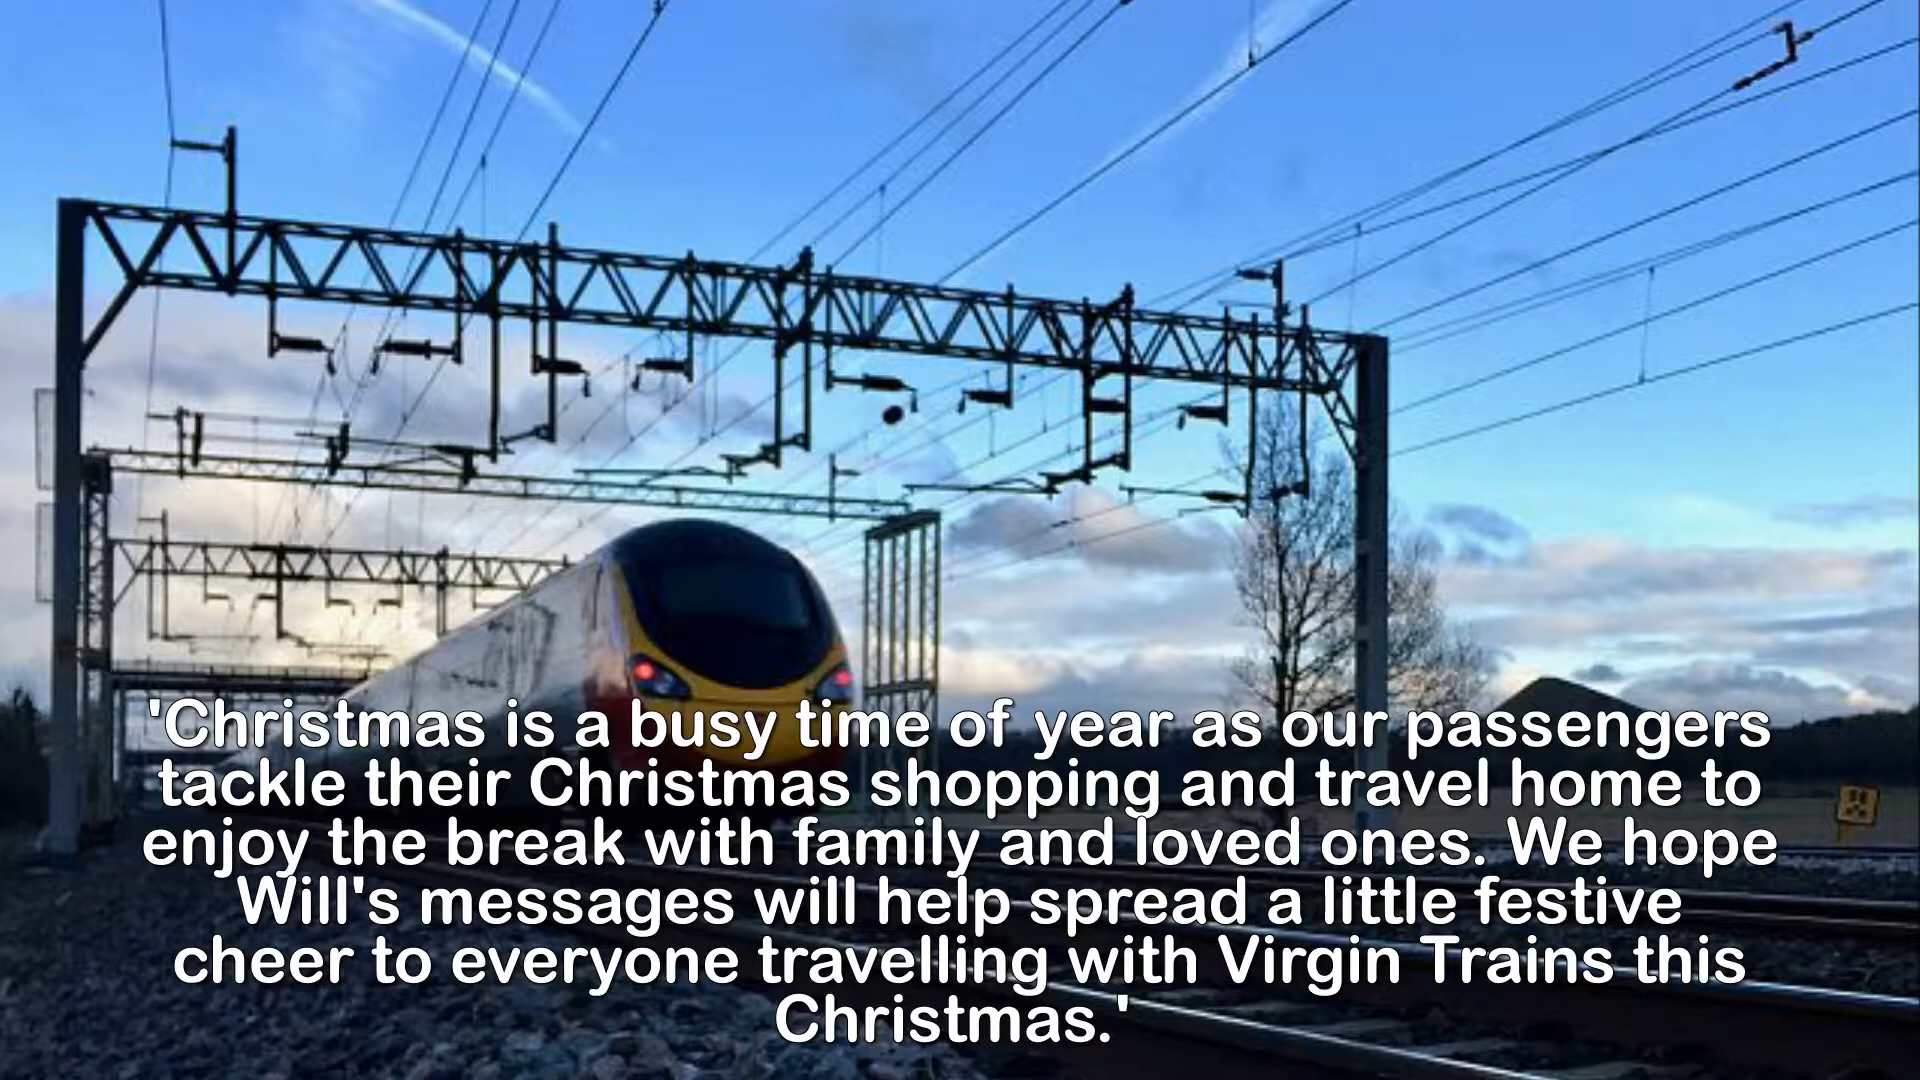 'Christmas is a busy time of year as our passengers
tackle their Christmas shopping and travel home to
enjoy the break with family and loved ones. We hope
Will's messages will help spread a little festive
cheer to everyone travelling with Virgin Trains this
Christmas.'